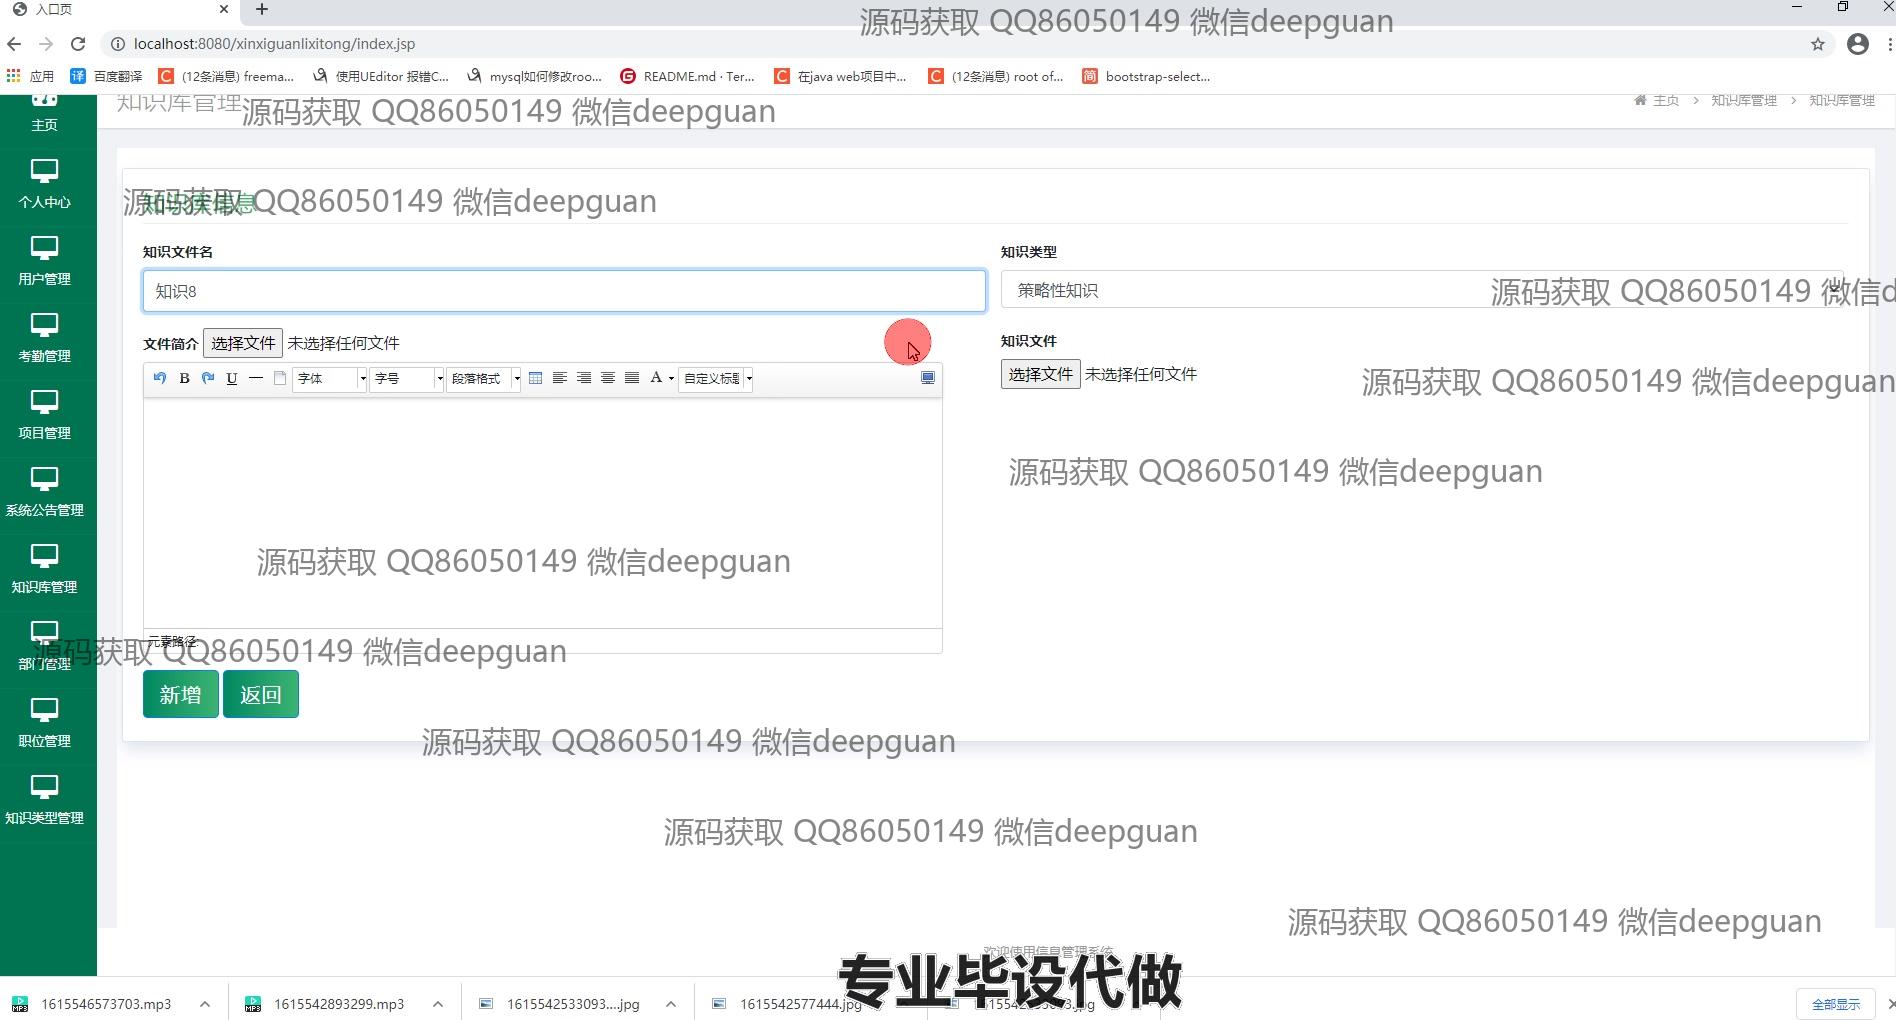 入口页
源码获取 QQ86050149 微信deepguan
localhost:8080/xinxiguanlixitong/index.jsp
应用 百度翻译 (12条消息) freema... 使用UEditor 报错C... mysql如何修改roo... README.md · Ter... 在java web项目中... (12条消息) root of... bootstrap-select...
知识库管理
源码获取 QQ86050149 微信deepguan
主页 > 知识库管理 > 知识库管理
主页
个人中心
用户管理
考勤管理
项目管理
系统公告管理
知识库管理
部门管理
职位管理
知识类型管理
知识库信息
源码获取 QQ86050149 微信deepguan
知识文件名
知识8
知识类型
策略性知识
源码获取 QQ86050149 微信d
文件简介 选择文件 未选择任何文件
知识文件
选择文件 未选择任何文件
源码获取 QQ86050149 微信deepguan
B U 字体 字号 段落格式 A 自定义标题
源码获取 QQ86050149 微信deepguan
源码获取 QQ86050149 微信deepguan
元素路径:
源码获取 QQ86050149 微信deepguan
新增 返回
源码获取 QQ86050149 微信deepguan
源码获取 QQ86050149 微信deepguan
源码获取 QQ86050149 微信deepguan
欢迎使用信息管理系统
专业毕设代做
1615546573703.mp3 1615542893299.mp3 1615542533093....jpg 1615542577444.jpg
全部显示